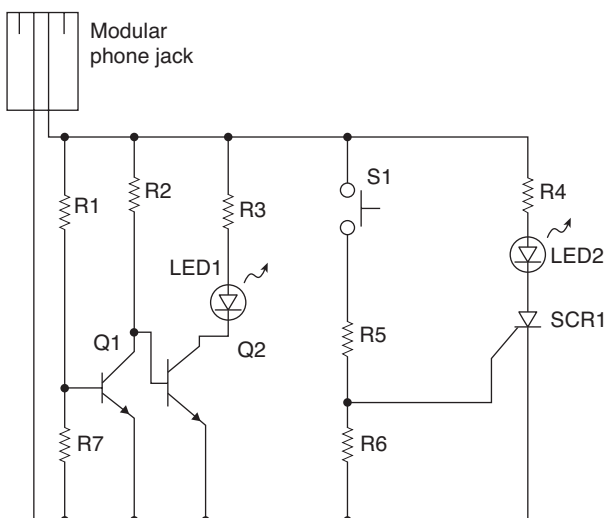 Modular
phone jack
S1
R1
R2
R3
R4
LED1
LED2
Q1
Q2
R5
SCR1
R7
R6